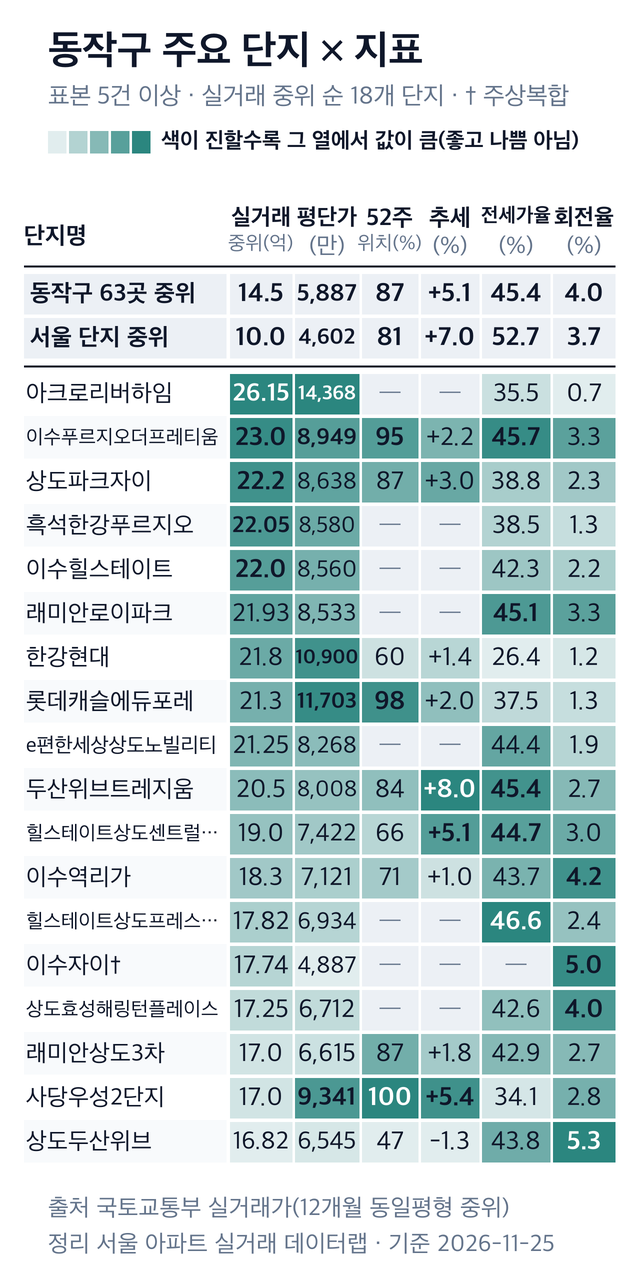 동작구 주요 단지 × 지표
표본 5건 이상 · 실거래 중위 순 18개 단지 · † 주상복합
색이 진할수록 그 열에서 값이 큼(좋고 나쁨 아님)
단지명 실거래 중위(억) 평단가 (만) 52주 위치(%) 추세 (%) 전세가율 (%) 회전율 (%)
동작구 63곳 중위 14.5 5,887 87 +5.1 45.4 4.0
서울 단지 중위 10.0 4,602 81 +7.0 52.7 3.7
아크로리버하임 26.15 14,368 — — 35.5 0.7
이수푸르지오더프레티움 23.0 8,949 95 +2.2 45.7 3.3
상도파크자이 22.2 8,638 87 +3.0 38.8 2.3
흑석한강푸르지오 22.05 8,580 — — 38.5 1.3
이수힐스테이트 22.0 8,560 — — 42.3 2.2
래미안로이파크 21.93 8,533 — — 45.1 3.3
한강현대 21.8 10,900 60 +1.4 26.4 1.2
롯데캐슬에듀포레 21.3 11,703 98 +2.0 37.5 1.3
e편한세상상도노빌리티 21.25 8,268 — — 44.4 1.9
두산위브트레지움 20.5 8,008 84 +8.0 45.4 2.7
힐스테이트상도센트럴… 19.0 7,422 66 +5.1 44.7 3.0
이수역리가 18.3 7,121 71 +1.0 43.7 4.2
힐스테이트상도프레스… 17.82 6,934 — — 46.6 2.4
이수자이† 17.74 4,887 — — — 5.0
상도효성해링턴플레이스 17.25 6,712 — — 42.6 4.0
래미안상도3차 17.0 6,615 87 +1.8 42.9 2.7
사당우성2단지 17.0 9,341 100 +5.4 34.1 2.8
상도두산위브 16.82 6,545 47 −1.3 43.8 5.3
출처 국토교통부 실거래가(12개월 동일평형 중위)
정리 서울 아파트 실거래 데이터랩 · 기준 2026-11-25